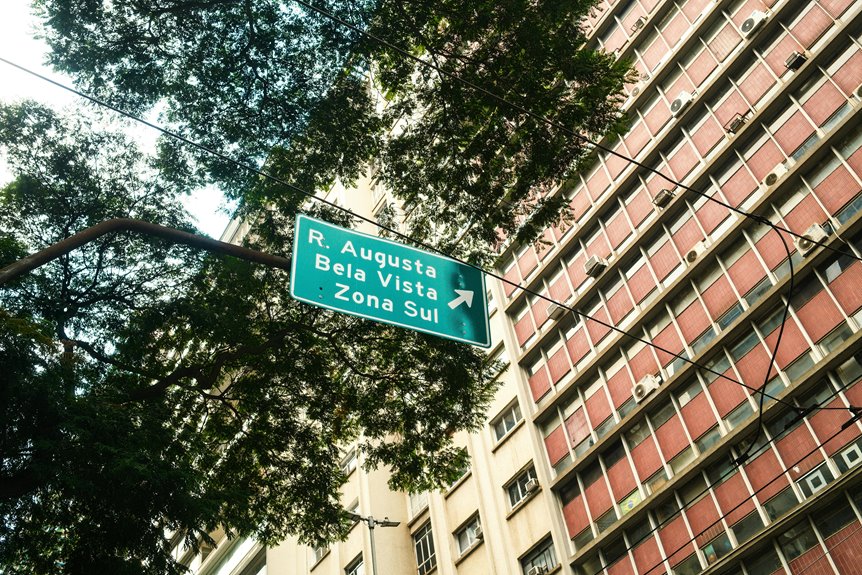 R. Augusta
Bela Vista
Zona Sul